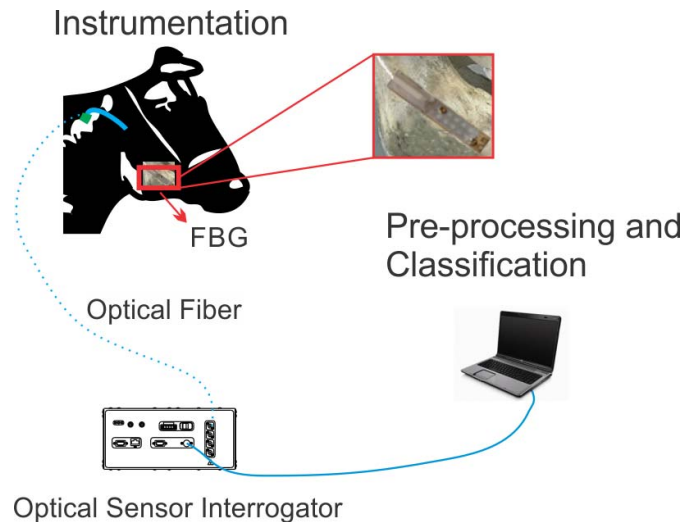 Instrumentation
FBG
Pre-processing and
Classification
Optical Fiber
Optical Sensor Interrogator